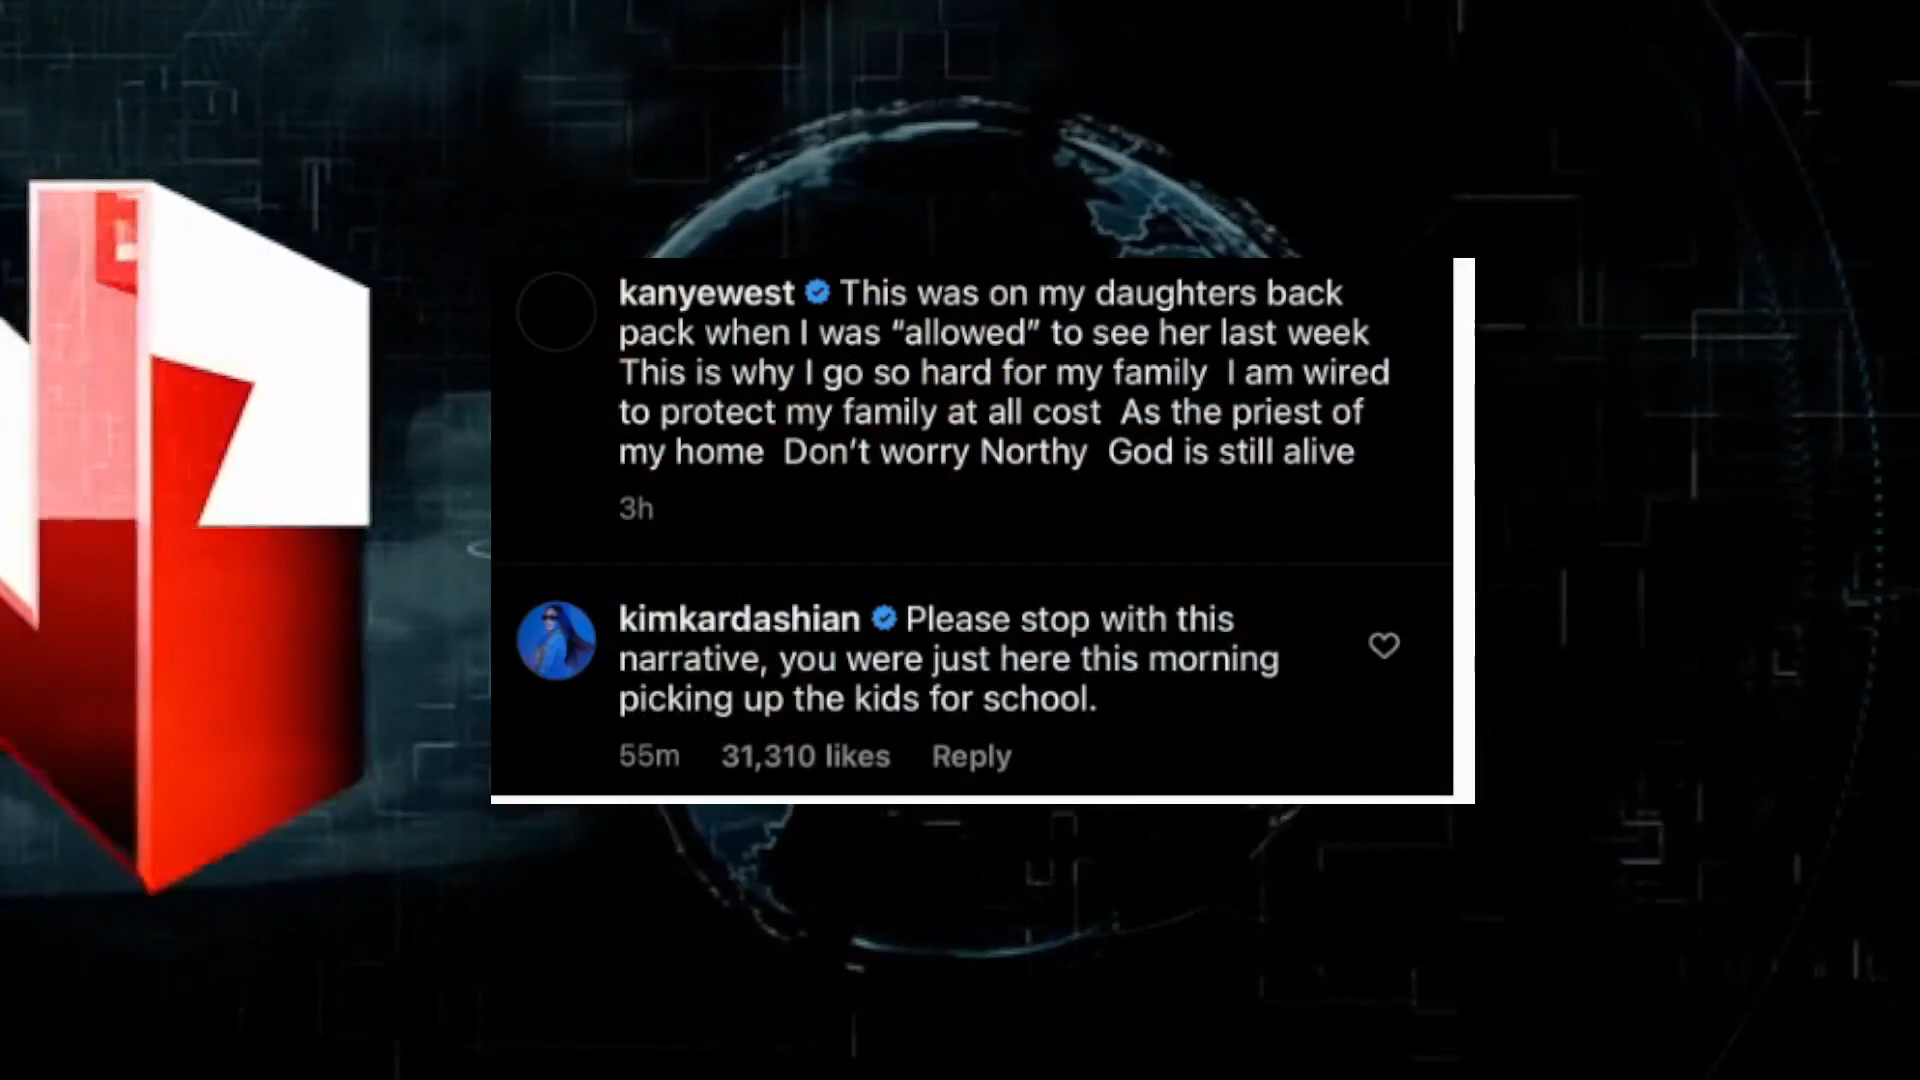 kanyewest This was on my daughters back
pack when I was “allowed” to see her last week
This is why I go so hard for my family I am wired
to protect my family at all cost As the priest of
my home Don’t worry Northy God is still alive
3h
kimkardashian Please stop with this
narrative, you were just here this morning
picking up the kids for school.
55m 31,310 likes Reply